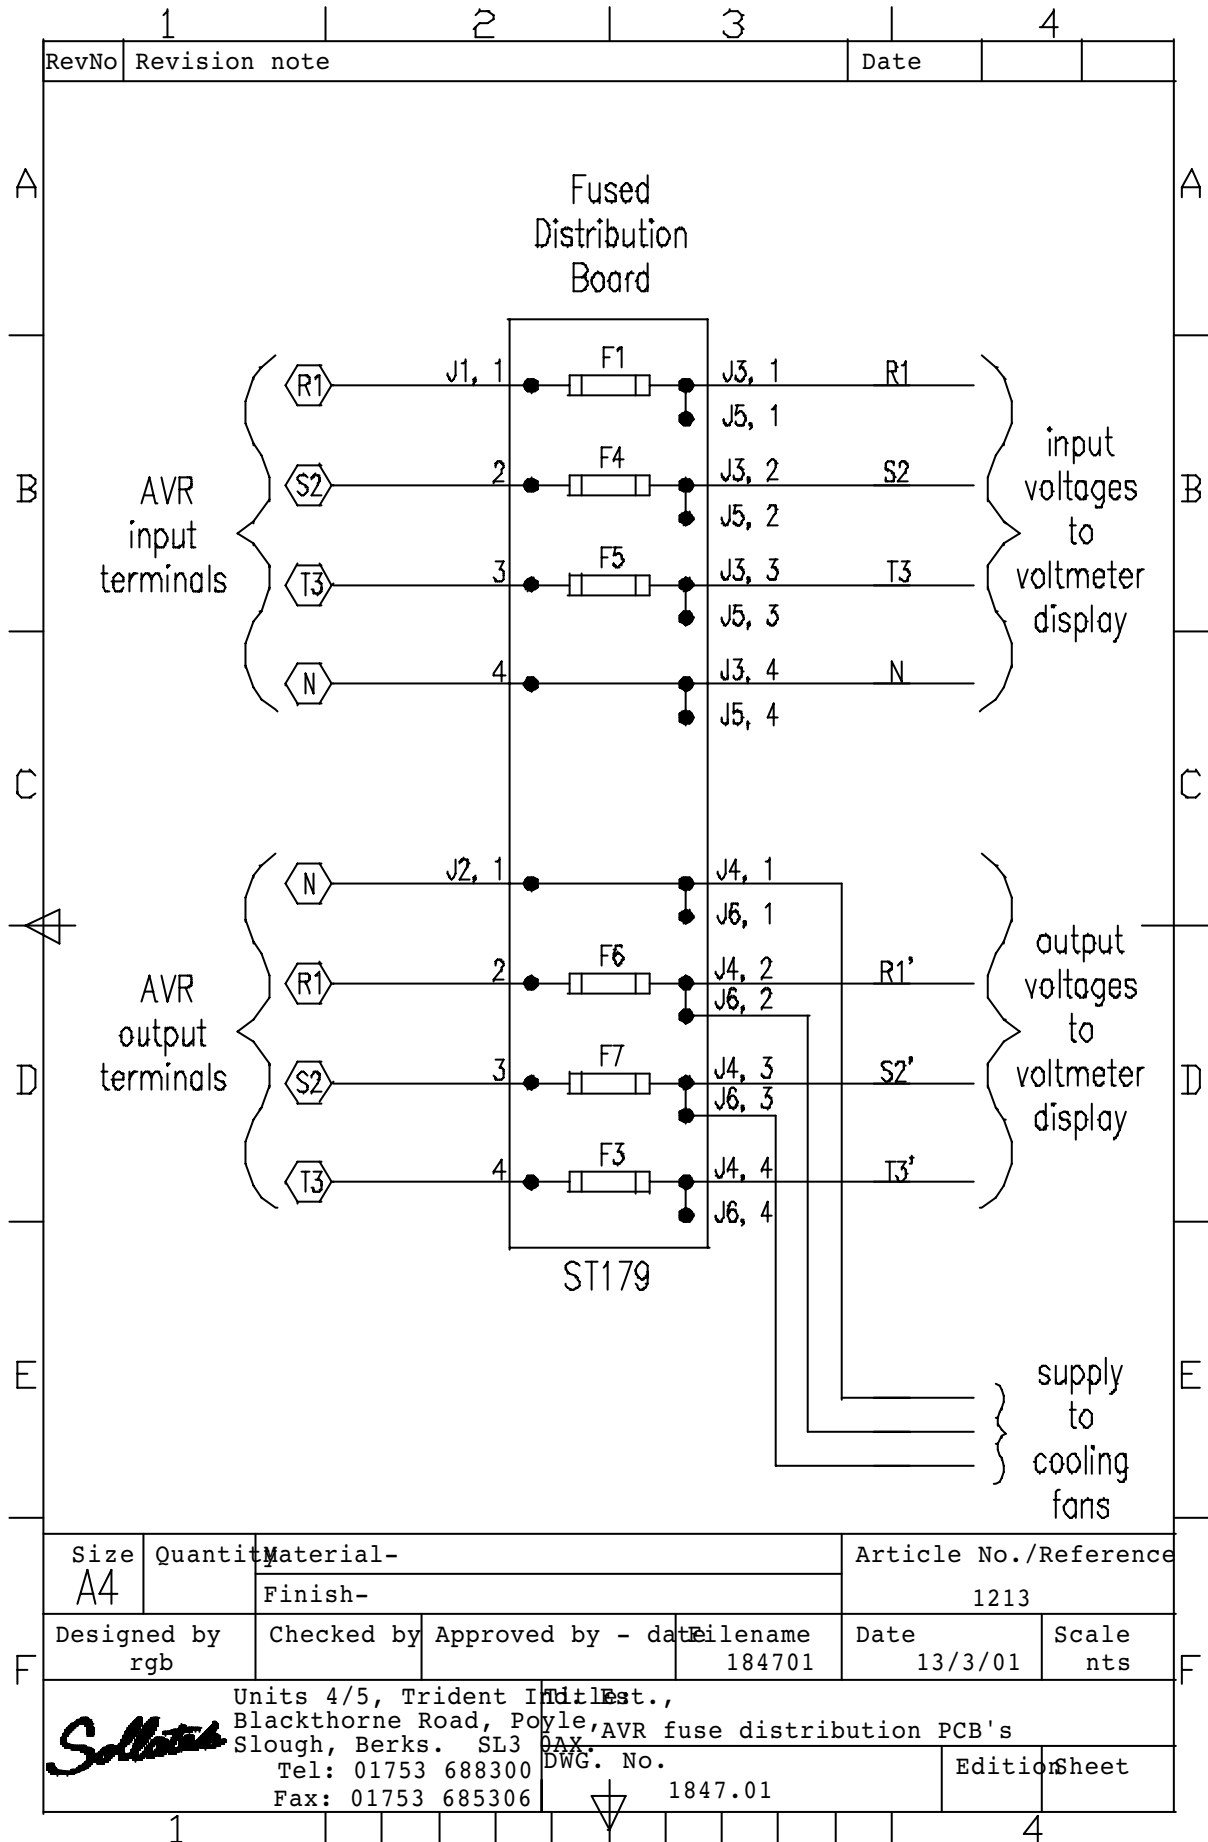 1 2 3 4
RevNo Revision note Date
A A
Fused
Distribution
Board
R1 J1, 1 F1 J3, 1 R1
J5, 1
S2 2 F4 J3, 2 S2
J5, 2
T3 3 F5 J3, 3 T3
J5, 3
N 4 J3, 4 N
J5, 4
B B
AVR
input
terminals
input
voltages
to
voltmeter
display
C C
N J2, 1 J4, 1
J6, 1
R1 2 F6 J4, 2 R1'
J6, 2
S2 3 F7 J4, 3 S2'
J6, 3
T3 4 F3 J4, 4 T3'
J6, 4
AVR
output
terminals
output
voltages
to
voltmeter
display
D D
ST179
E E
supply
to
cooling
fans
Size Quantity Material- Article No./Reference
A4 Finish- 1213
Designed by Checked by Approved by - date Filename Date Scale
rgb 184701 13/3/01 nts
F F
Sollatek
Units 4/5, Trident Ind. Est.,
Blackthorne Road, Poyle,
Slough, Berks. SL3 0AX.
Tel: 01753 688300
Fax: 01753 685306
Title:
AVR fuse distribution PCB's
DWG. No. Edition Sheet
1847.01
1 4